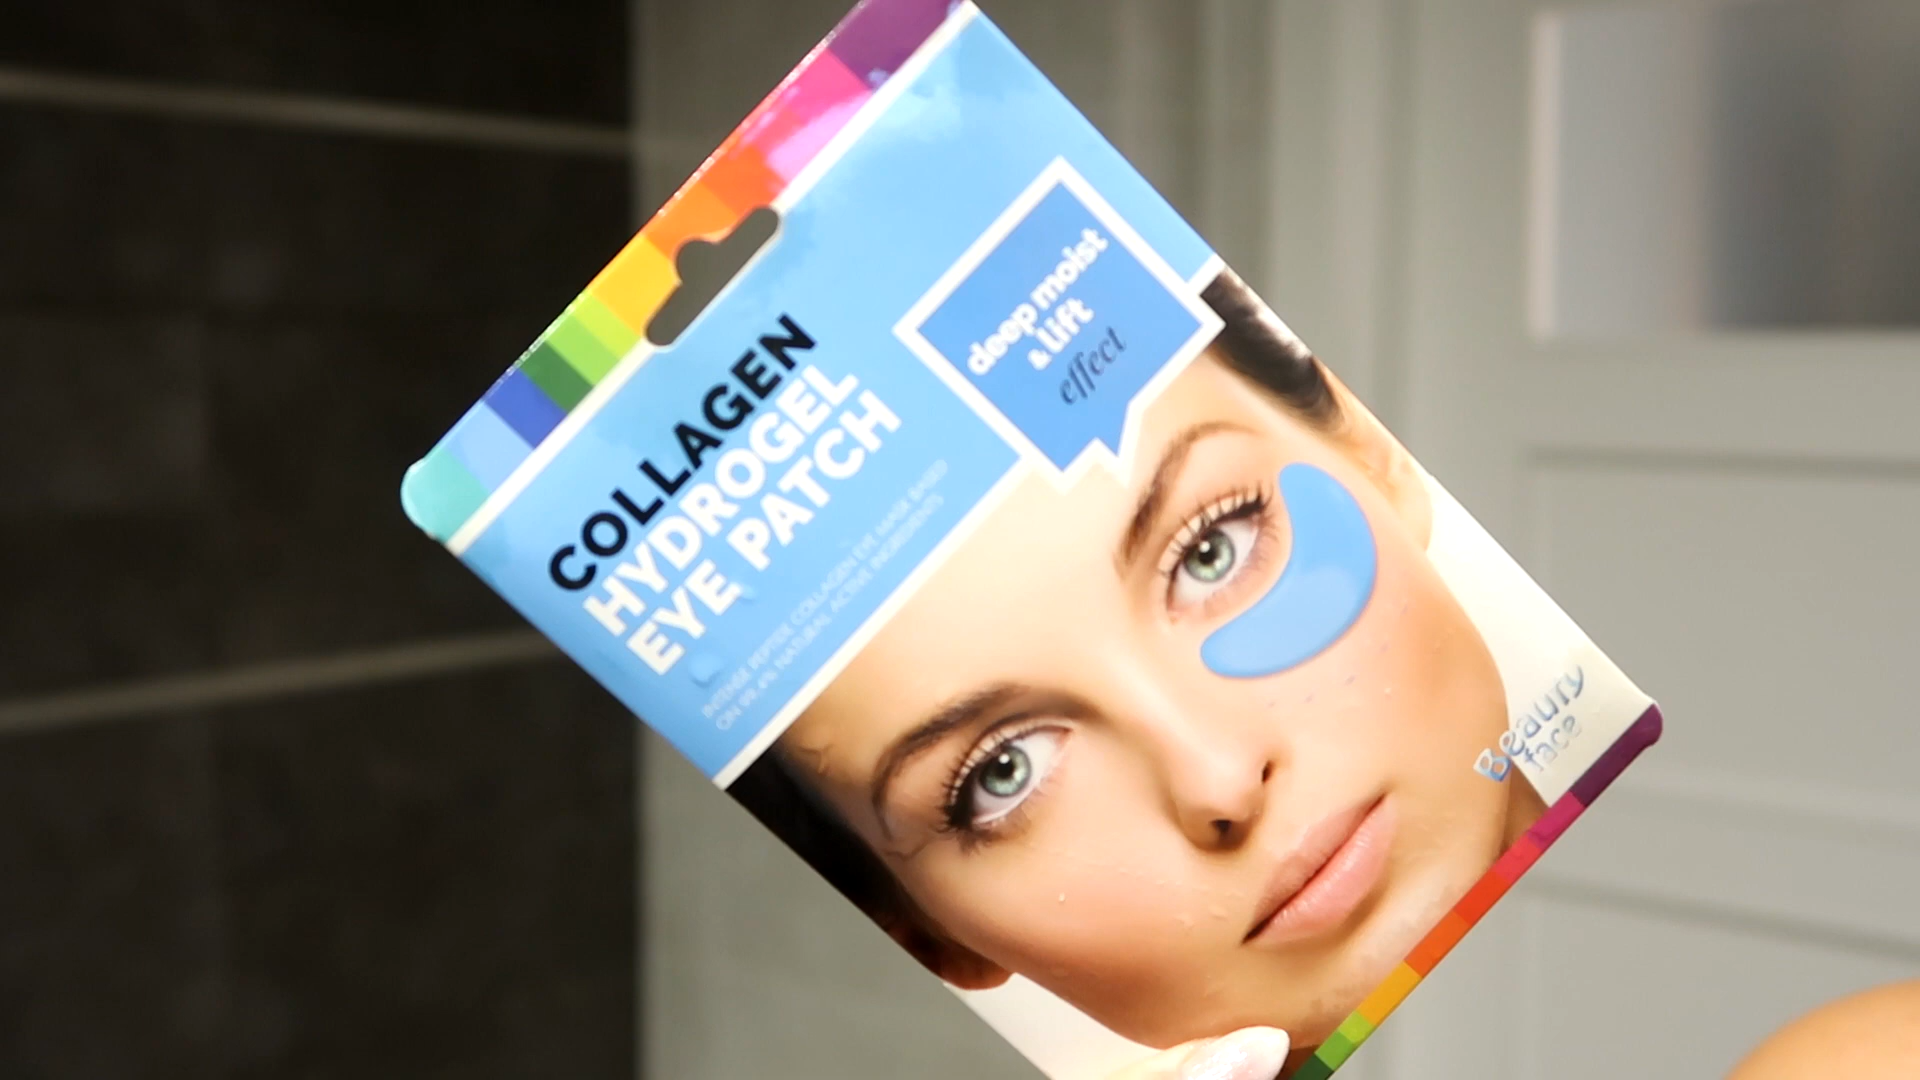 COLLAGEN
HYDROGEL
EYE PATCH
INTENSE PEPTIDE COLLAGEN EYE MASK BASED
ON 99,4% NATURAL ACTIVE INGREDIENTS
deep moist
& lift
effect
Beauty
face